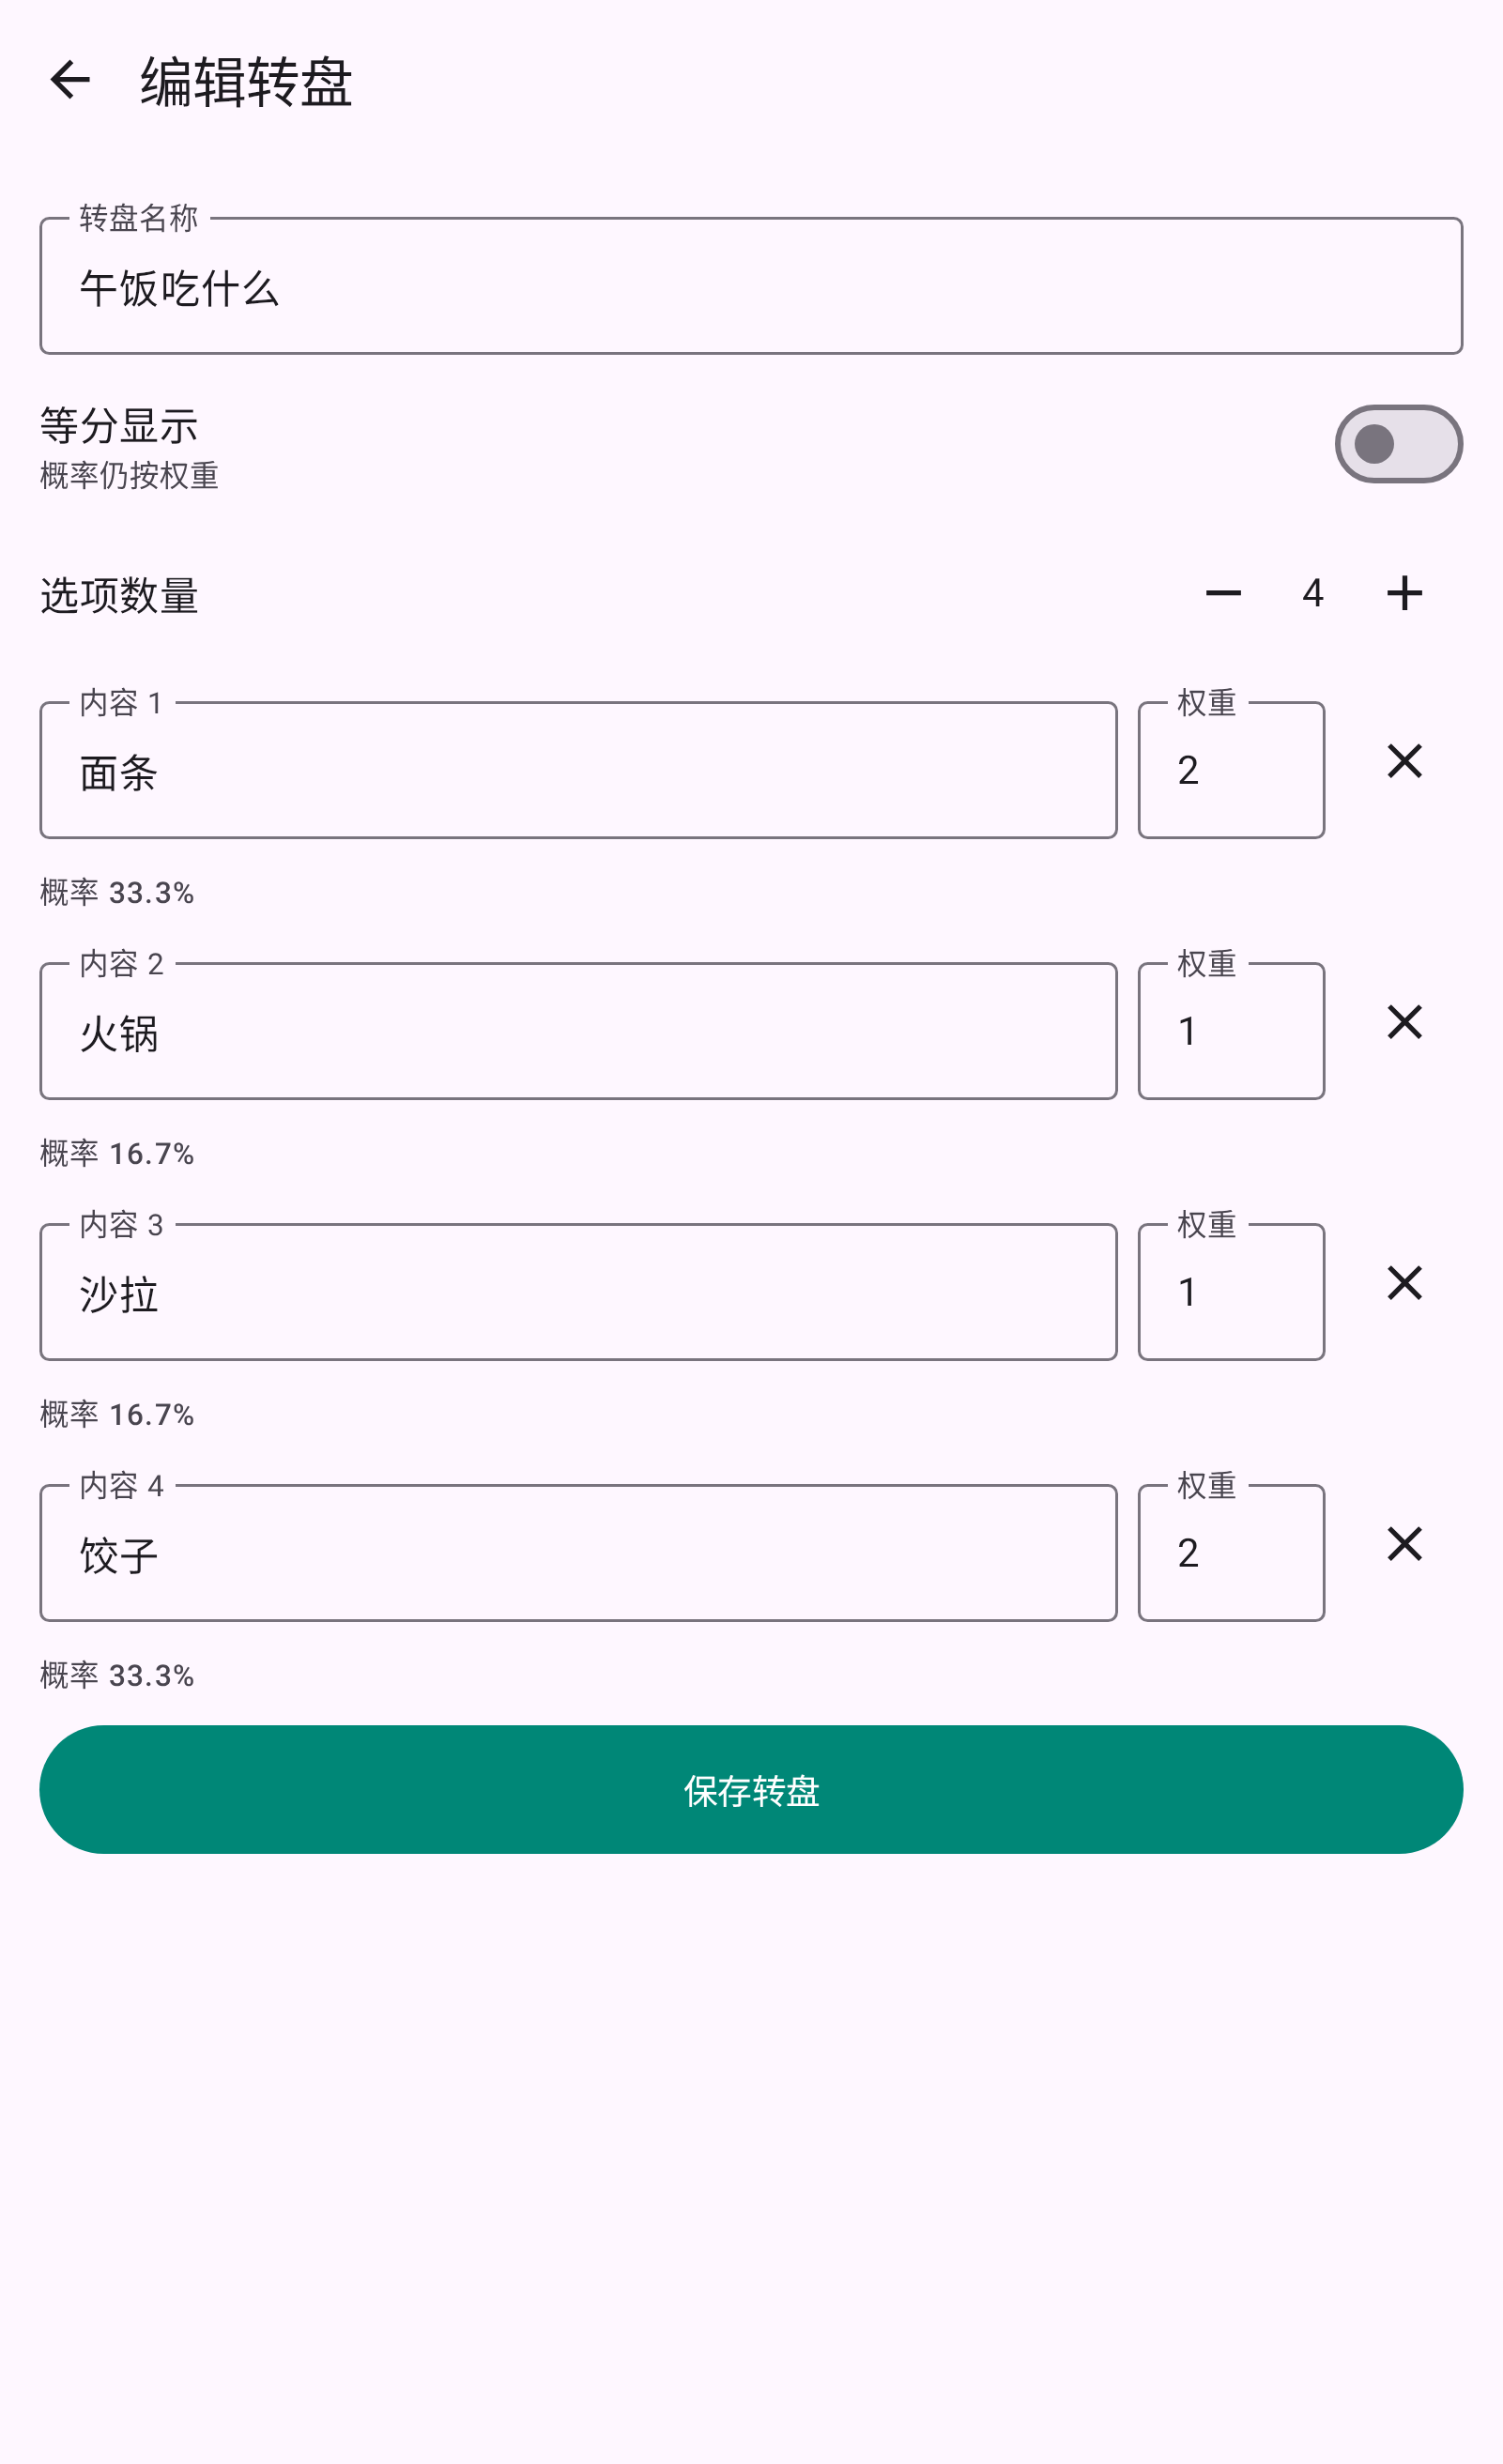 编辑转盘
转盘名称
午饭吃什么
等分显示
概率仍按权重
选项数量
4
内容 1
权重
面条
2
概率 33.3%
内容 2
权重
火锅
1
概率 16.7%
内容 3
权重
沙拉
1
概率 16.7%
内容 4
权重
饺子
2
概率 33.3%
保存转盘